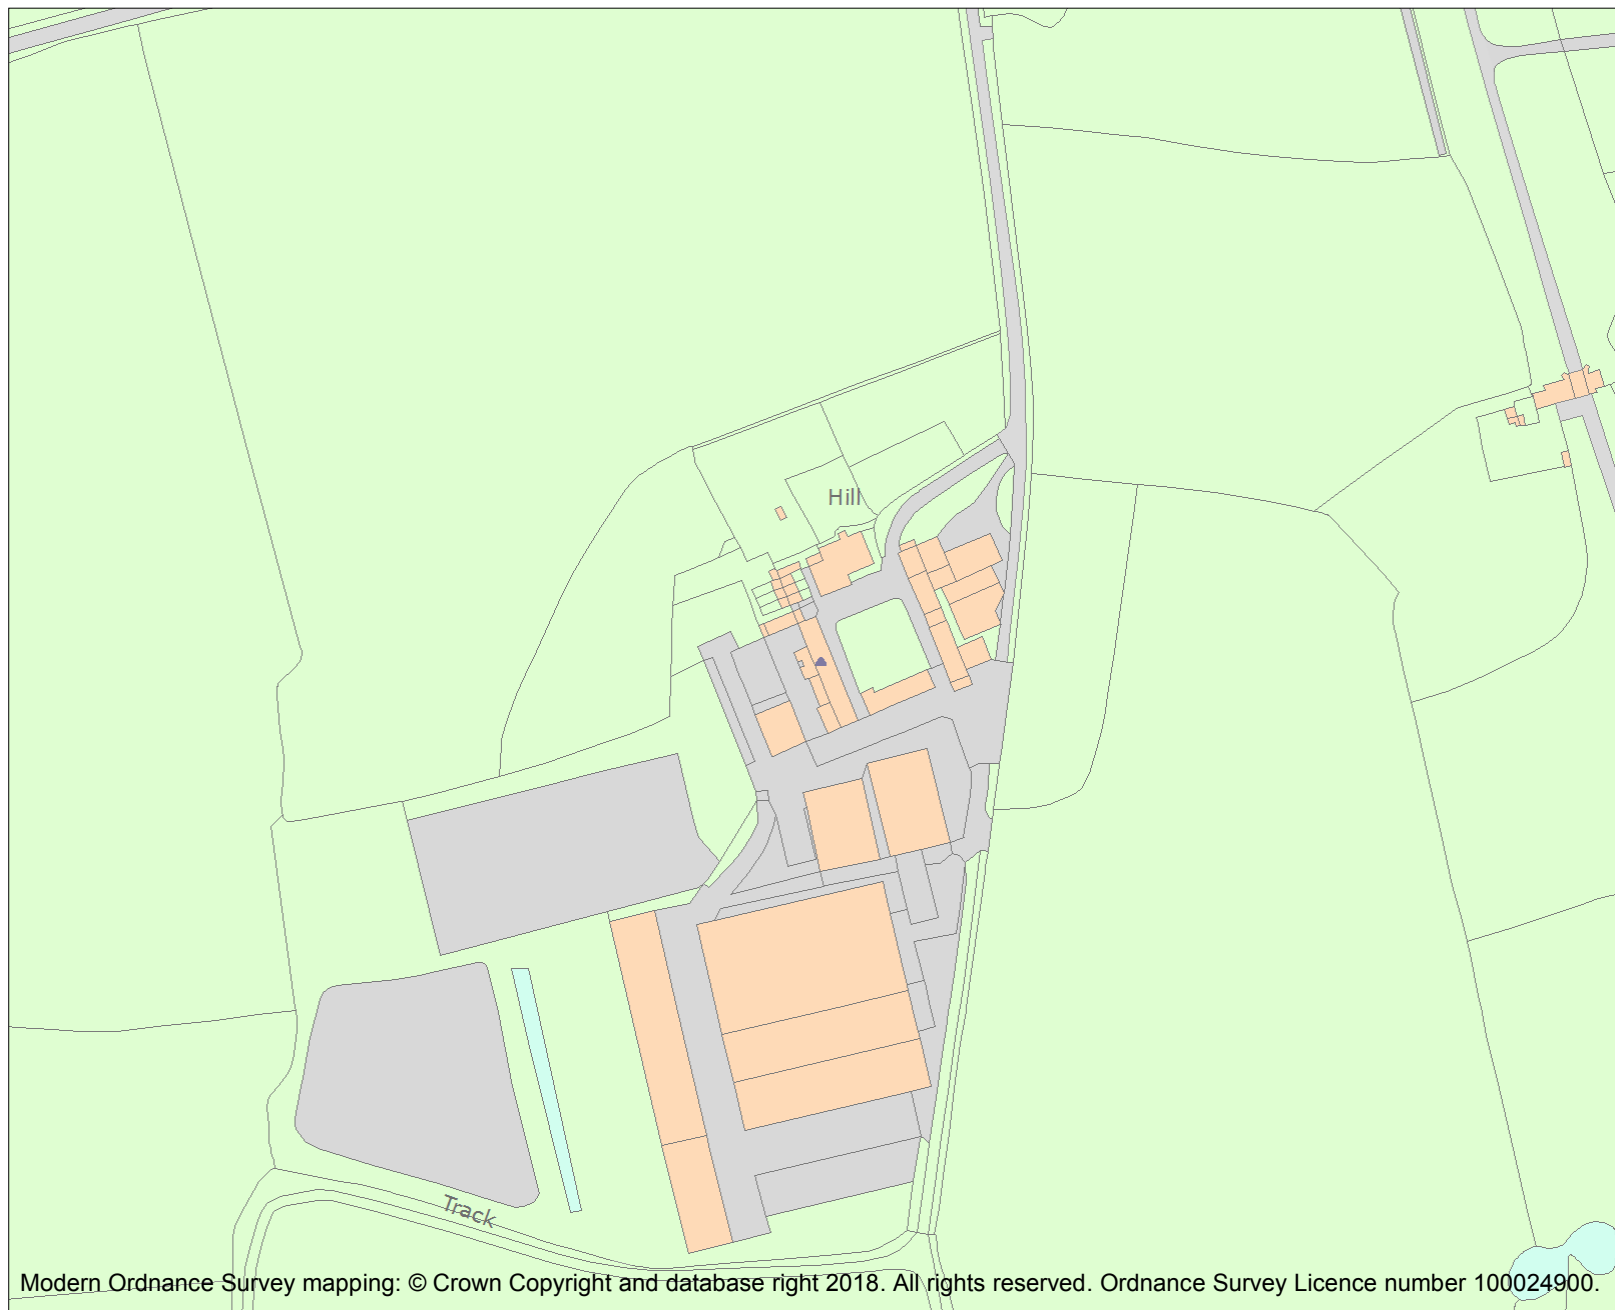 Hill
Track
Modern Ordnance Survey mapping: © Crown Copyright and database right 2018. All rights reserved. Ordnance Survey Licence number 100024900.